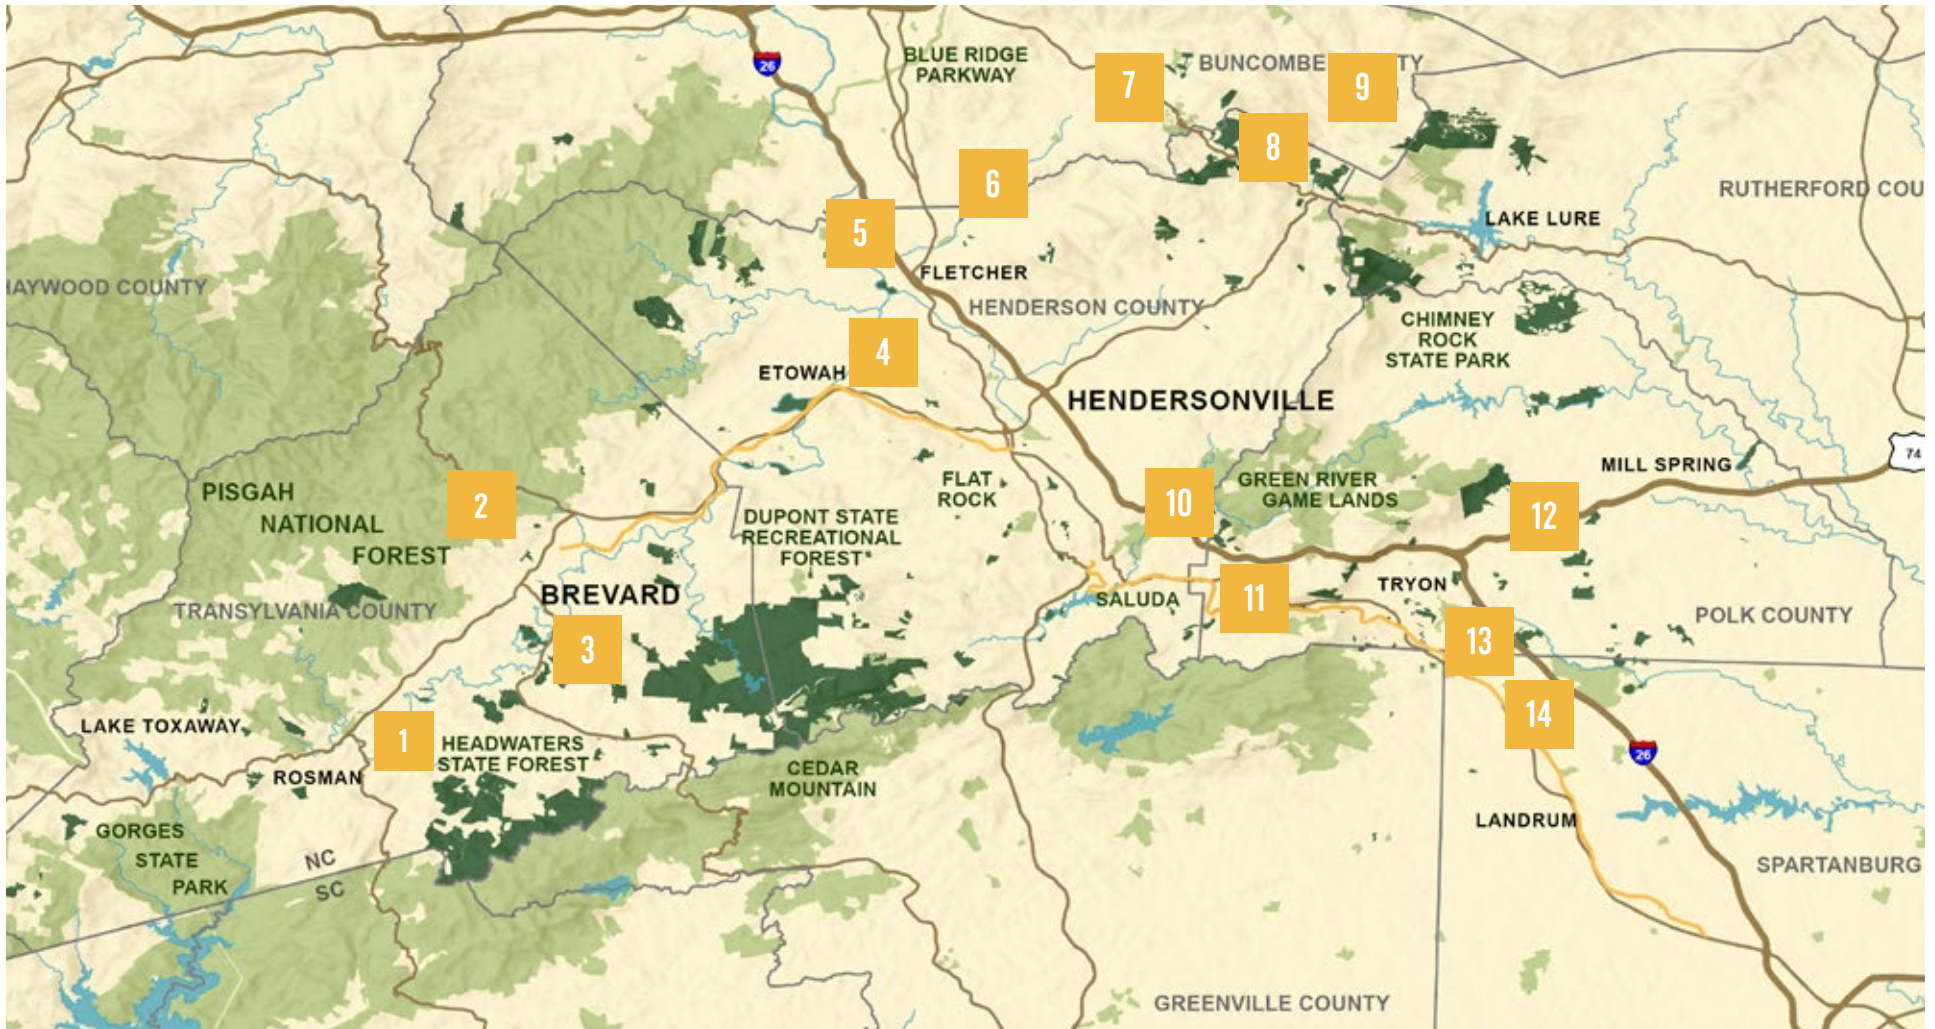 26
BLUE RIDGE
PARKWAY
7
BUNCOMBE
TY
9
8
6
RUTHERFORD COU
5
LAKE LURE
FLETCHER
HAYWOOD COUNTY
HENDERSON COUNTY
CHIMNEY
ROCK
STATE PARK
4
ETOWAH
HENDERSONVILLE
74
MILL SPRING
PISGAH
NATIONAL
FOREST
2
FLAT
ROCK
10
GREEN RIVER
GAME LANDS
12
DUPONT STATE
RECREATIONAL
FOREST
BREVARD
TRANSYLVANIA COUNTY
SALUDA
11
TRYON
POLK COUNTY
3
13
14
LAKE TOXAWAY
1
HEADWATERS
STATE FOREST
ROSMAN
26
CEDAR
MOUNTAIN
LANDRUM
GORGES
STATE
PARK
NC
SC
SPARTANBURG
GREENVILLE COUNTY